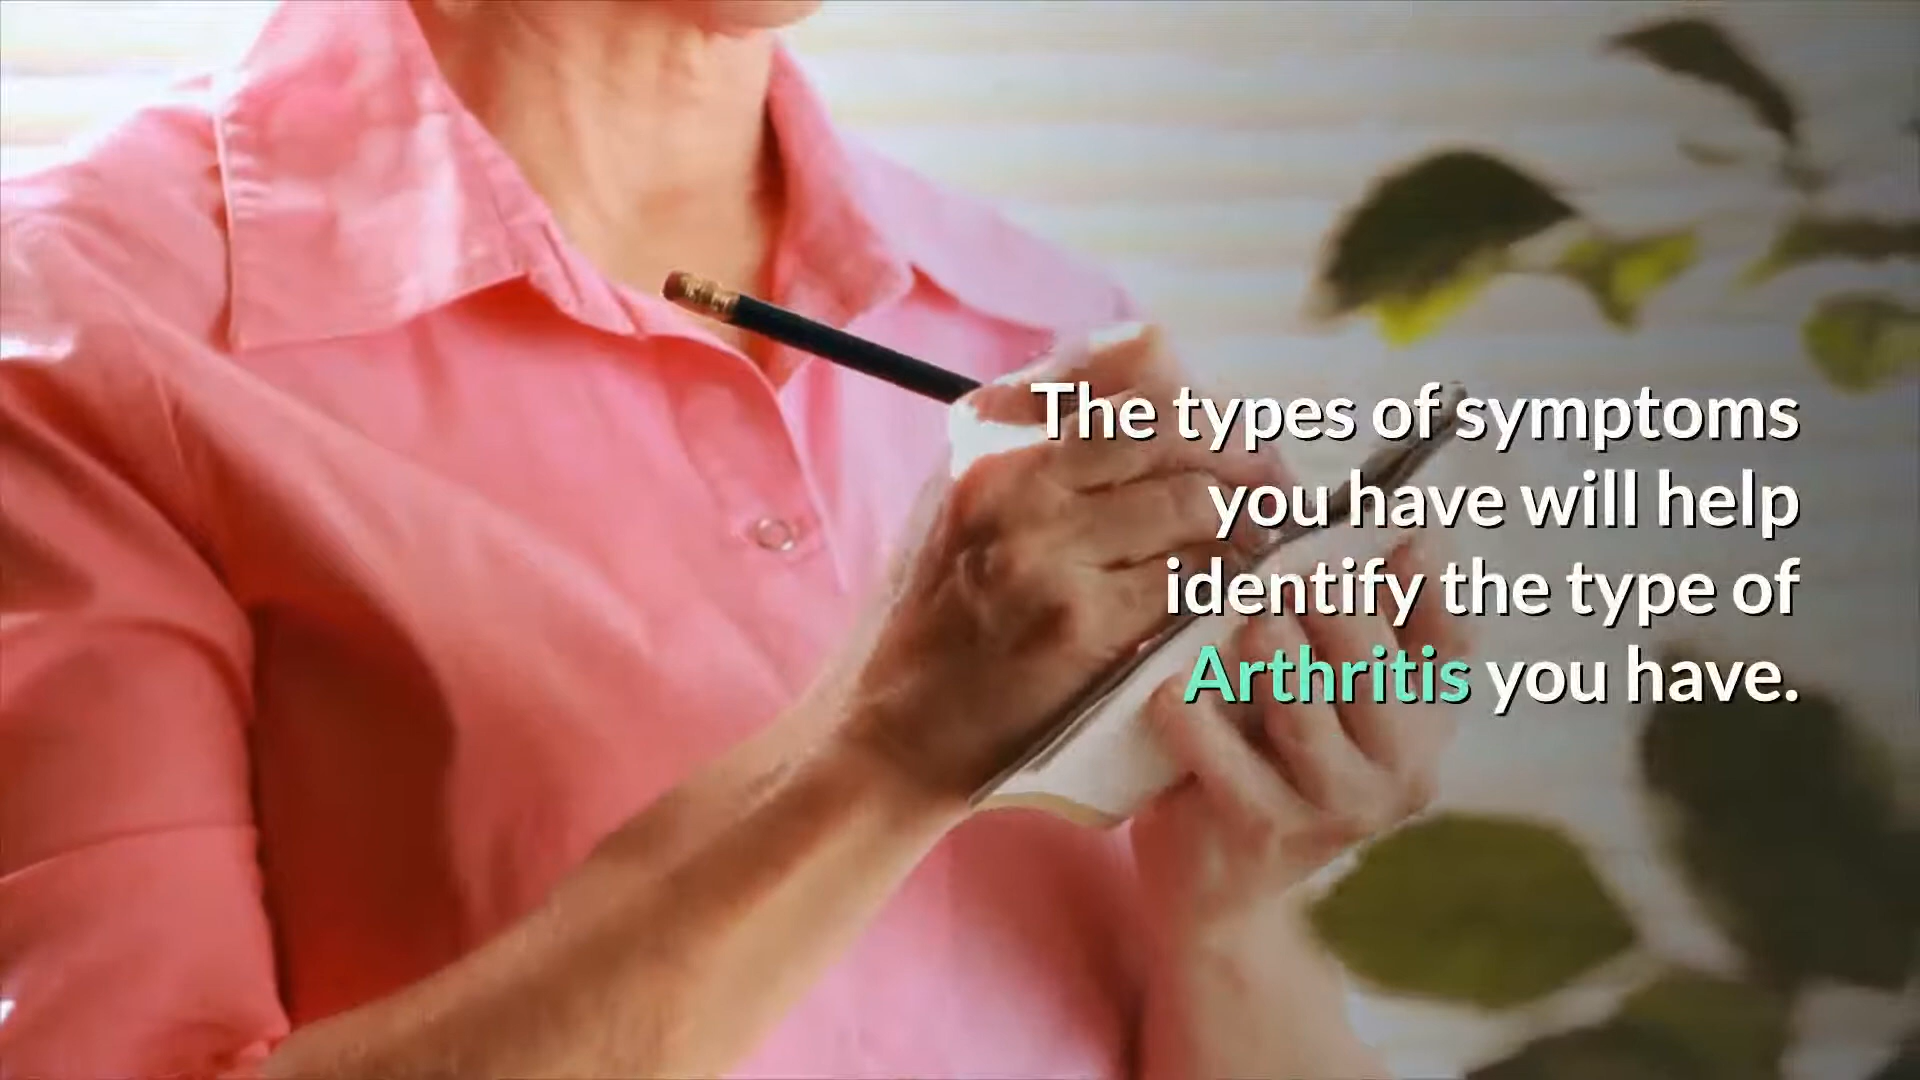 The types of symptoms
you have will help
identify the type of
Arthritis you have.